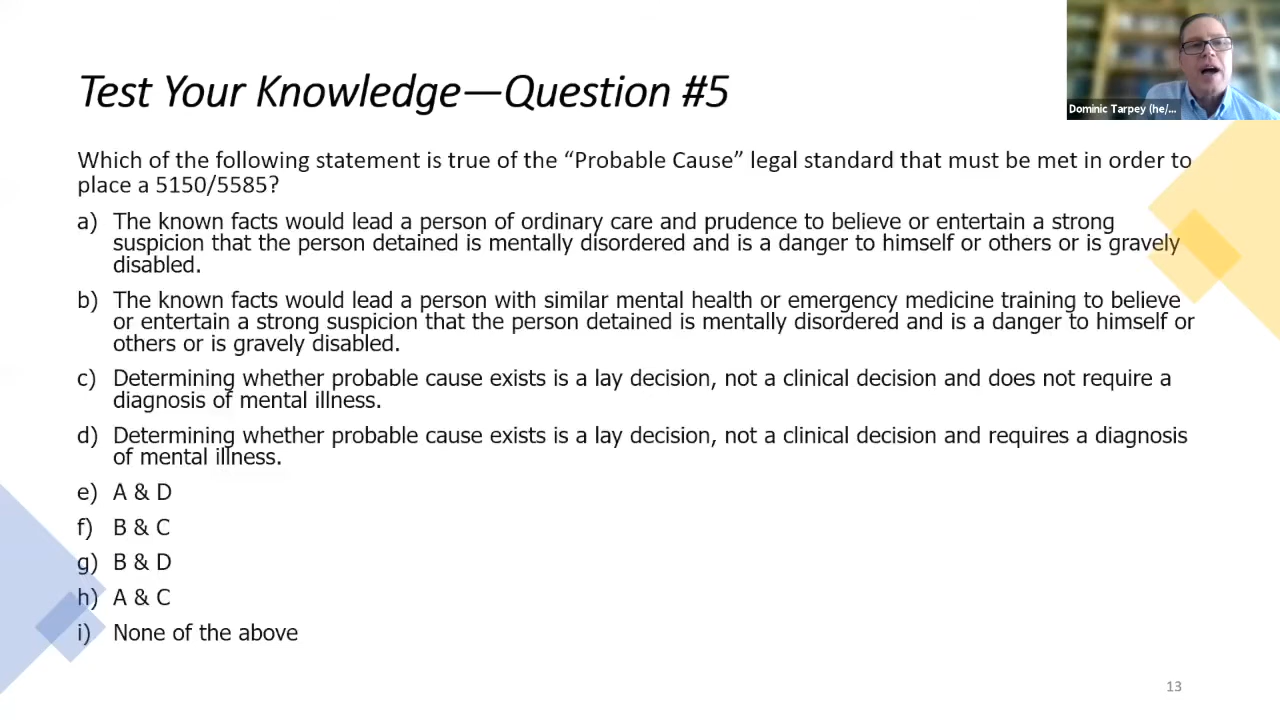 Dominic Tarpey (he/...
Test Your Knowledge—Question #5
Which of the following statement is true of the “Probable Cause” legal standard that must be met in order to
place a 5150/5585?
a) The known facts would lead a person of ordinary care and prudence to believe or entertain a strong
suspicion that the person detained is mentally disordered and is a danger to himself or others or is gravely
disabled.
b) The known facts would lead a person with similar mental health or emergency medicine training to believe
or entertain a strong suspicion that the person detained is mentally disordered and is a danger to himself or
others or is gravely disabled.
c) Determining whether probable cause exists is a lay decision, not a clinical decision and does not require a
diagnosis of mental illness.
d) Determining whether probable cause exists is a lay decision, not a clinical decision and requires a diagnosis
of mental illness.
e) A & D
f) B & C
g) B & D
h) A & C
i) None of the above
13